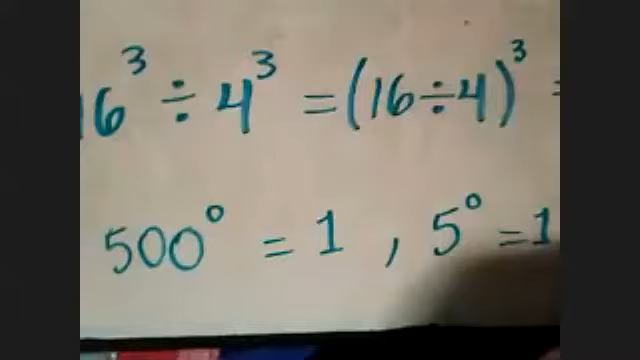 16³ ÷ 4³ = (16÷4)³ =
500⁰ = 1 , 5⁰ = 1